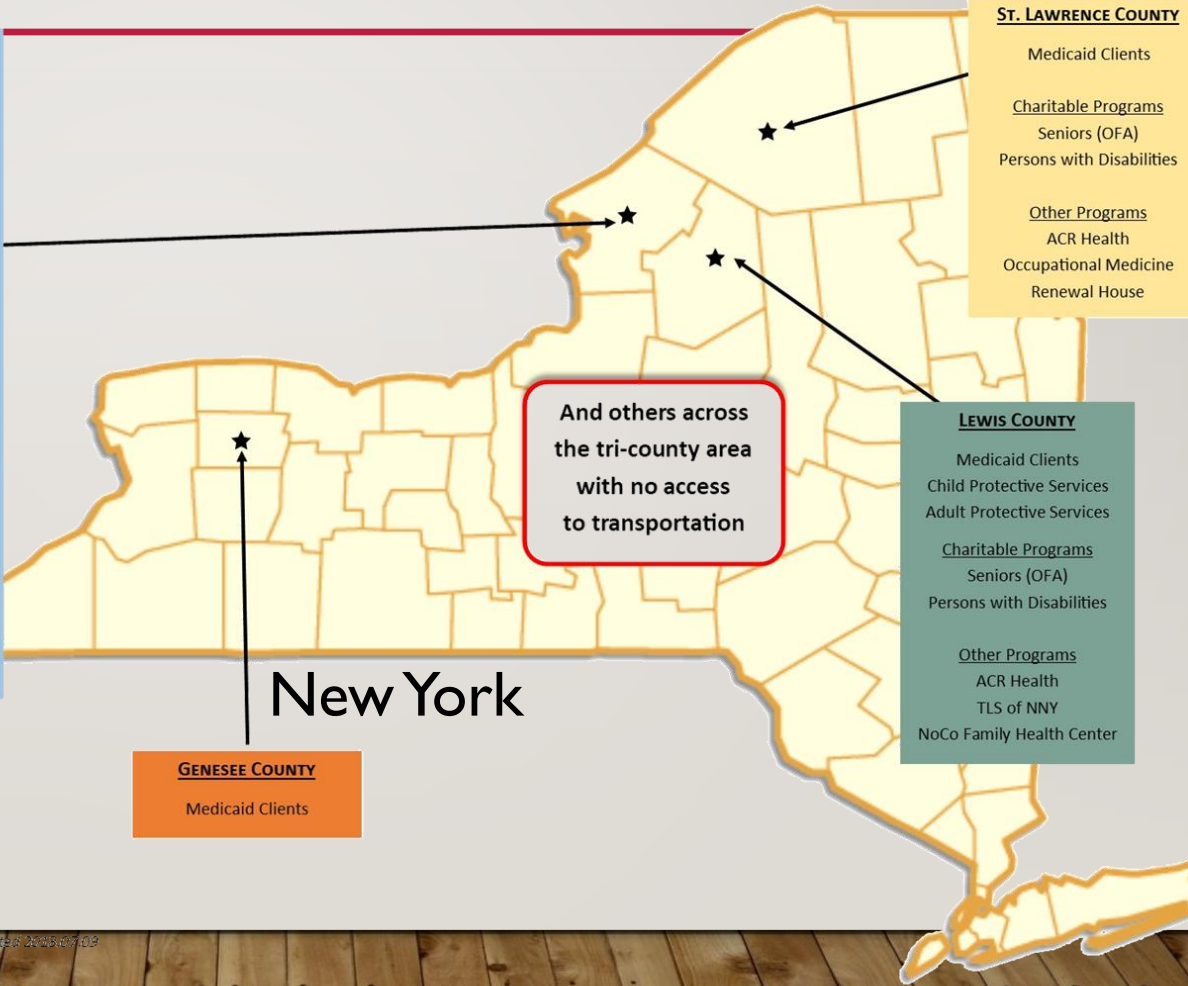 ST. LAWRENCE COUNTY
Medicaid Clients
Charitable Programs
Seniors (OFA)
Persons with Disabilities
Other Programs
ACR Health
Occupational Medicine
Renewal House
And others across
the tri-county area
with no access
to transportation
LEWIS COUNTY
Medicaid Clients
Child Protective Services
Adult Protective Services
Charitable Programs
Seniors (OFA)
Persons with Disabilities
Other Programs
ACR Health
TLS of NNY
NoCo Family Health Center
New York
GENESEE COUNTY
Medicaid Clients